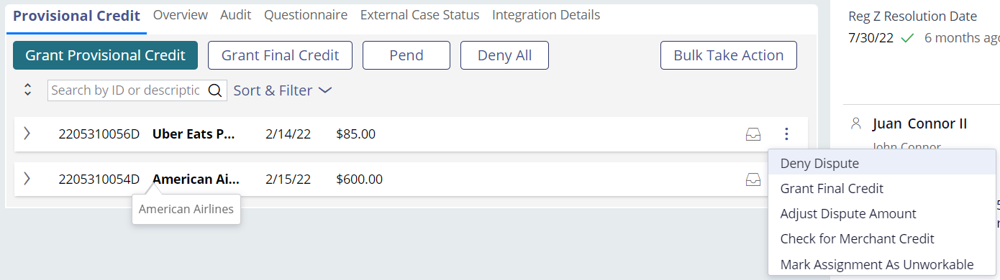 Provisional Credit Overview Audit Questionnaire External Case Status Integration Details
Grant Provisional Credit Grant Final Credit Pend Deny All Bulk Take Action
Search by ID or descriptic Sort & Filter
2205310056D Uber Eats P... 2/14/22 $85.00
2205310054D American Ai... 2/15/22 $600.00
American Airlines
Deny Dispute
Grant Final Credit
Adjust Dispute Amount
Check for Merchant Credit
Mark Assignment As Unworkable
Reg Z Resolution Date
7/30/22 6 months ago
Juan Connor II
John Connor